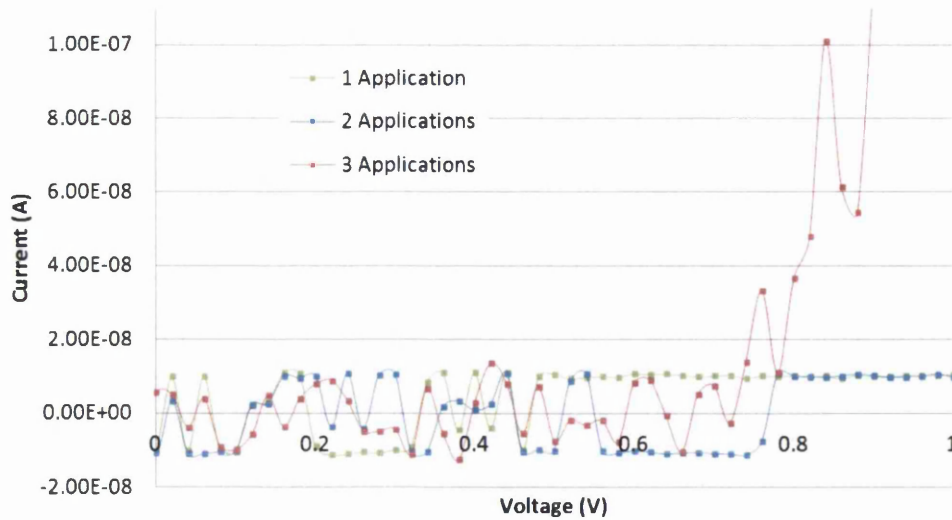 1.00E-07
8.00E-08
6.00E-08
4.00E-08
2.00E-08
0.00E+00
-2.00E-08
Current (A)
1 Application
2 Applications
3 Applications
0 0.2 0.4 0.6 0.8 1
Voltage (V)